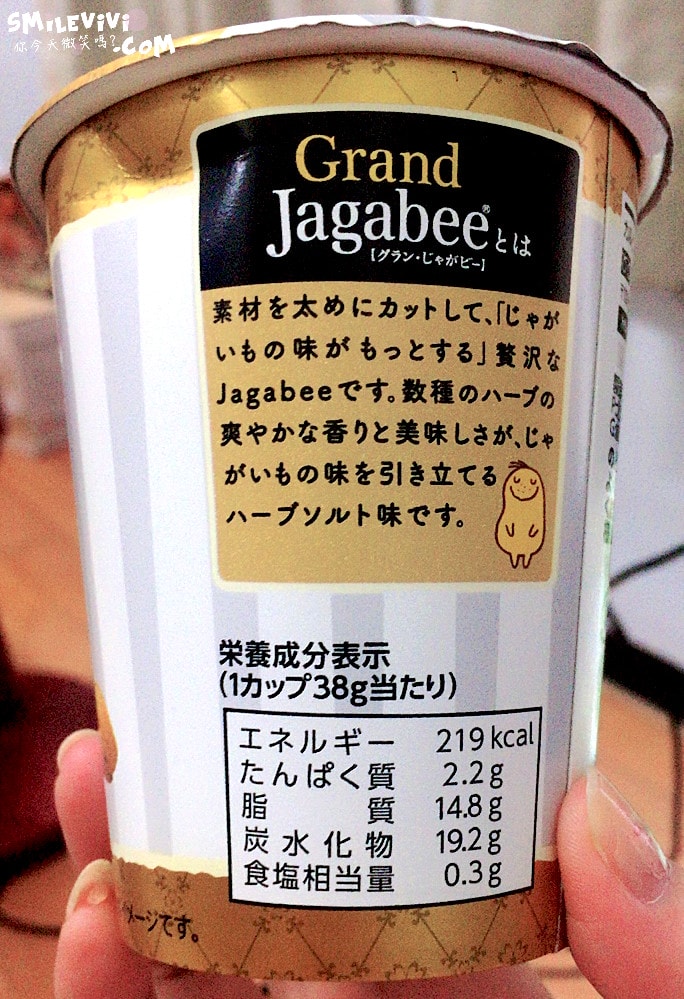 SMILEVIVI
你今天微笑嗎?.COM
Grand
Jagabee®とは
【グラン・じゃがビー】
素材を太めにカットして、「じゃが
いもの味がもっとする」贅沢な
Jagabeeです。数種のハーブの
爽やかな香りと美味しさが、じゃ
がいもの味を引き立てる
ハーブソルト味です。
栄養成分表示
(1カップ38g当たり)
エネルギー 219kcal
たんぱく質 2.2g
脂質 14.8g
炭水化物 19.2g
食塩相当量 0.3g
イメージです。